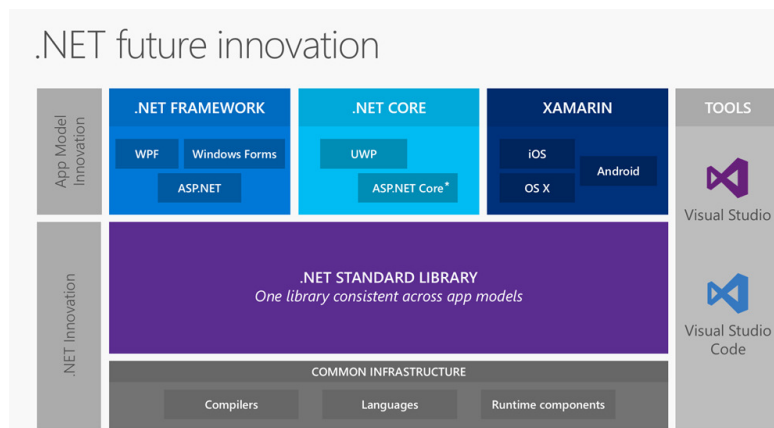 .NET future innovation
App Model
Innovation
.NET FRAMEWORK
WPF
Windows Forms
ASP.NET
.NET CORE
UWP
ASP.NET Core*
XAMARIN
iOS
Android
OS X
TOOLS
Visual Studio
Visual Studio
Code
.NET Innovation
.NET STANDARD LIBRARY
One library consistent across app models
COMMON INFRASTRUCTURE
Compilers
Languages
Runtime components